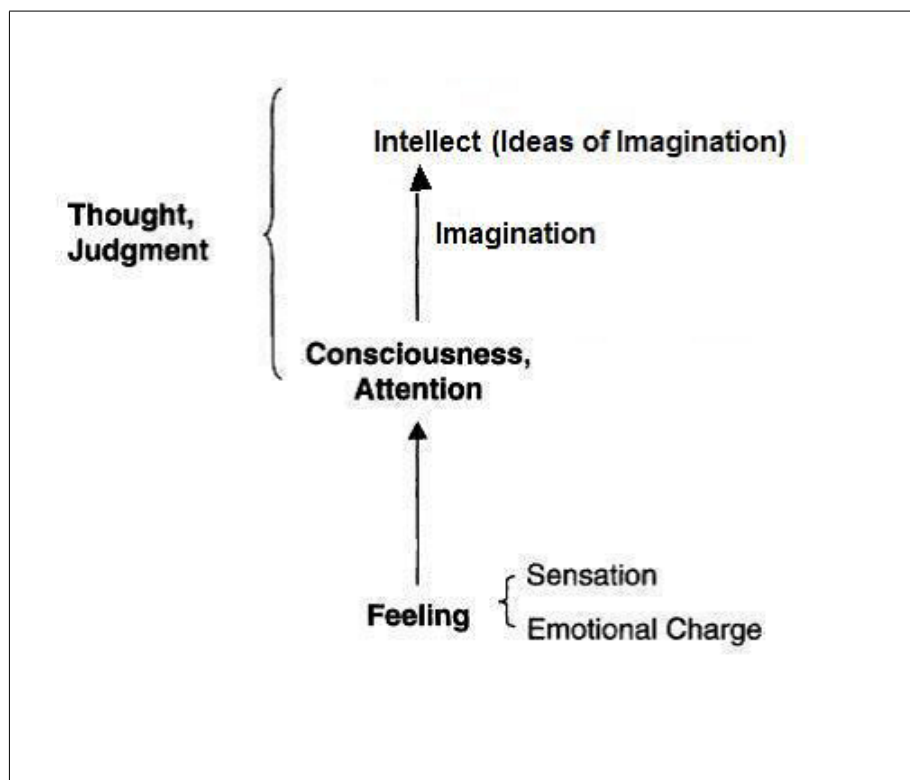 Intellect (Ideas of Imagination)
Thought,
Judgment
Imagination
Consciousness,
Attention
Feeling
Sensation
Emotional Charge